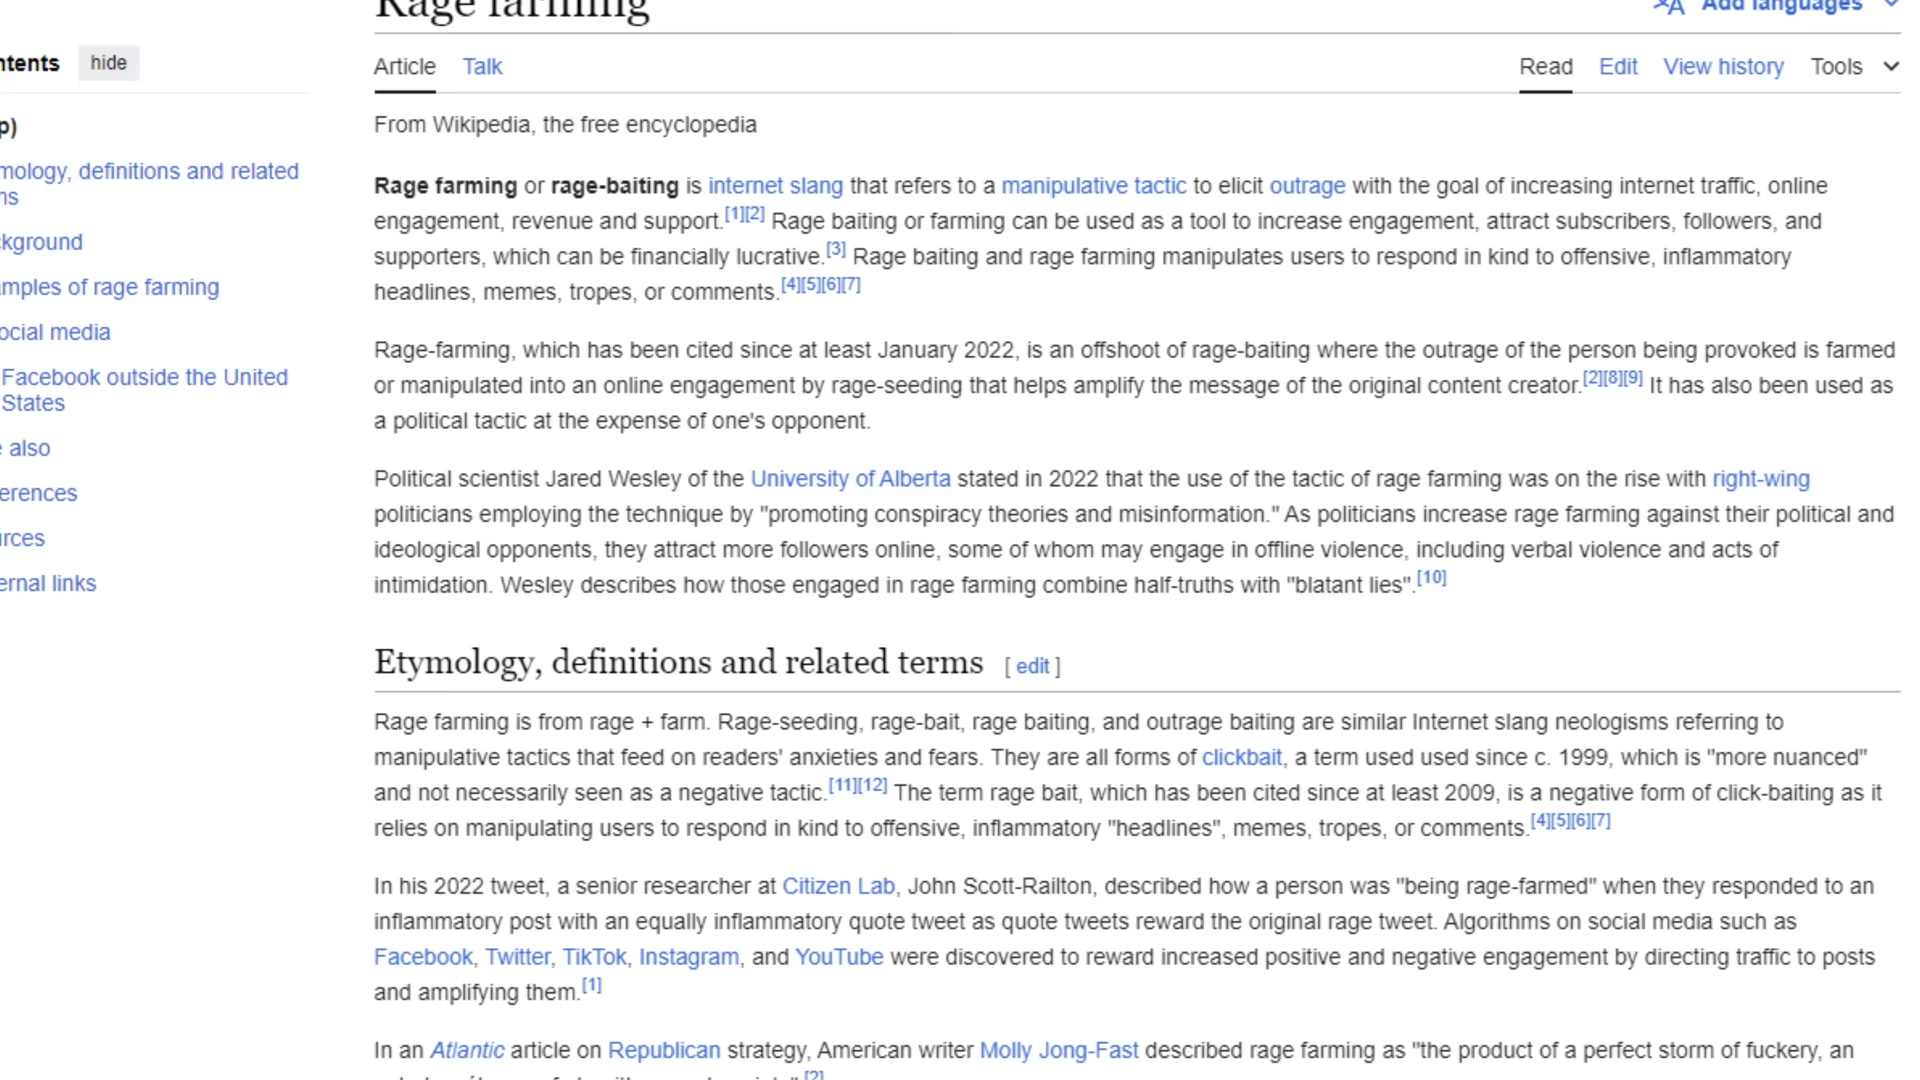 Rage farming
Add languages
ntents hide
Article Talk Read Edit View history Tools
From Wikipedia, the free encyclopedia
p)
mology, definitions and related
ns
kground
mples of rage farming
ocial media
Facebook outside the United
States
e also
erences
urces
ernal links
Rage farming or rage-baiting is internet slang that refers to a manipulative tactic to elicit outrage with the goal of increasing internet traffic, online
engagement, revenue and support.[1][2] Rage baiting or farming can be used as a tool to increase engagement, attract subscribers, followers, and
supporters, which can be financially lucrative.[3] Rage baiting and rage farming manipulates users to respond in kind to offensive, inflammatory
headlines, memes, tropes, or comments.[4][5][6][7]
Rage-farming, which has been cited since at least January 2022, is an offshoot of rage-baiting where the outrage of the person being provoked is farmed
or manipulated into an online engagement by rage-seeding that helps amplify the message of the original content creator.[2][8][9] It has also been used as
a political tactic at the expense of one's opponent.
Political scientist Jared Wesley of the University of Alberta stated in 2022 that the use of the tactic of rage farming was on the rise with right-wing
politicians employing the technique by "promoting conspiracy theories and misinformation." As politicians increase rage farming against their political and
ideological opponents, they attract more followers online, some of whom may engage in offline violence, including verbal violence and acts of
intimidation. Wesley describes how those engaged in rage farming combine half-truths with "blatant lies".[10]
Etymology, definitions and related terms [ edit ]
Rage farming is from rage + farm. Rage-seeding, rage-bait, rage baiting, and outrage baiting are similar Internet slang neologisms referring to
manipulative tactics that feed on readers' anxieties and fears. They are all forms of clickbait, a term used used since c. 1999, which is "more nuanced"
and not necessarily seen as a negative tactic.[11][12] The term rage bait, which has been cited since at least 2009, is a negative form of click-baiting as it
relies on manipulating users to respond in kind to offensive, inflammatory "headlines", memes, tropes, or comments.[4][5][6][7]
In his 2022 tweet, a senior researcher at Citizen Lab, John Scott-Railton, described how a person was "being rage-farmed" when they responded to an
inflammatory post with an equally inflammatory quote tweet as quote tweets reward the original rage tweet. Algorithms on social media such as
Facebook, Twitter, TikTok, Instagram, and YouTube were discovered to reward increased positive and negative engagement by directing traffic to posts
and amplifying them.[1]
In an Atlantic article on Republican strategy, American writer Molly Jong-Fast described rage farming as "the product of a perfect storm of fuckery, an
[2]